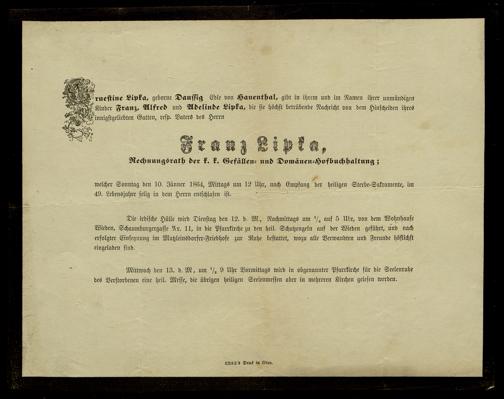 Ernestine Lipka, geborne Danssig Edle von Hauenthal, gibt in ihrem und im Namen ihrer unmündigen
Kinder Franz, Alfred und Adelinde Lipka, die sie höchst betrübende Nachricht von dem Hinscheiden ihres
innigstgeliebten Gatten, resp. Vaters des Herrn
Franz Lipka,
Rechnungsrath der k. k. Gefällen- und Domänen-Hofbuchhaltung;
welcher Sonntag den 10. Jänner 1864, Mittags um 12 Uhr, nach Empfang der heiligen Sterbe-Sakramente, im
49. Lebensjahre selig in dem Herrn entschlafen ist.
Die irdische Hülle wird Dienstag den 12. d. M., Nachmittags um auf 5 Uhr, von dem Wohnhause
Wieden, Schaumburgergasse Nr. 11, in die Pfarrkirche zu den heil. Schutzengeln auf der Wieden geführt, und nach
erfolgter Einsegnung im Matzleinsdorfer-Friedhofe zur Ruhe bestattet, wozu alle Verwandten und Freunde höflichst
eingeladen sind.
Mittwoch den 13. d. M., um 9 Uhr Vormittags wird in obgenannter Pfarrkirche für die Seelenruhe
des Verstorbenen eine heil. Messe, die übrigen heiligen Seelenmessen aber in mehreren Kirchen gelesen werden.
Druck in Wien.